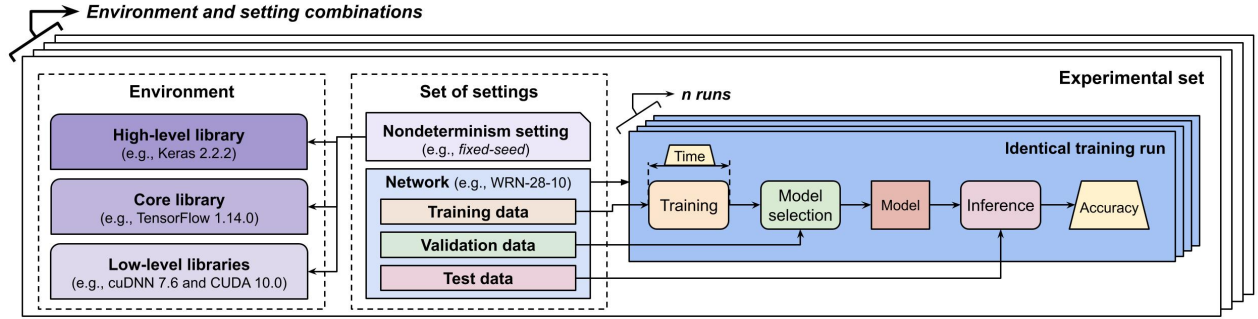 Environment and setting combinations
Experimental set
Environment
High-level library
(e.g., Keras 2.2.2)
Core library
(e.g., TensorFlow 1.14.0)
Low-level libraries
(e.g., cuDNN 7.6 and CUDA 10.0)
Set of settings
Nondeterminism setting
(e.g., fixed-seed)
Network (e.g., WRN-28-10)
Training data
Validation data
Test data
n runs
Identical training run
Time
Training
Model
selection
Model
Inference
Accuracy